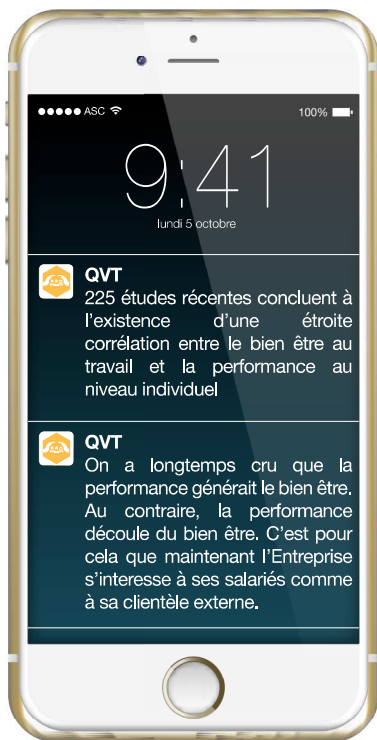 ASC
100%
9:41
lundi 5 octobre
QVT
225 études récentes concluent à
l'existence d'une étroite
corrélation entre le bien être au
travail et la performance au
niveau individuel
QVT
On a longtemps cru que la
performance générait le bien être.
Au contraire, la performance
découle du bien être. C'est pour
cela que maintenant l'Entreprise
s'interesse à ses salariés comme
à sa clientèle externe.